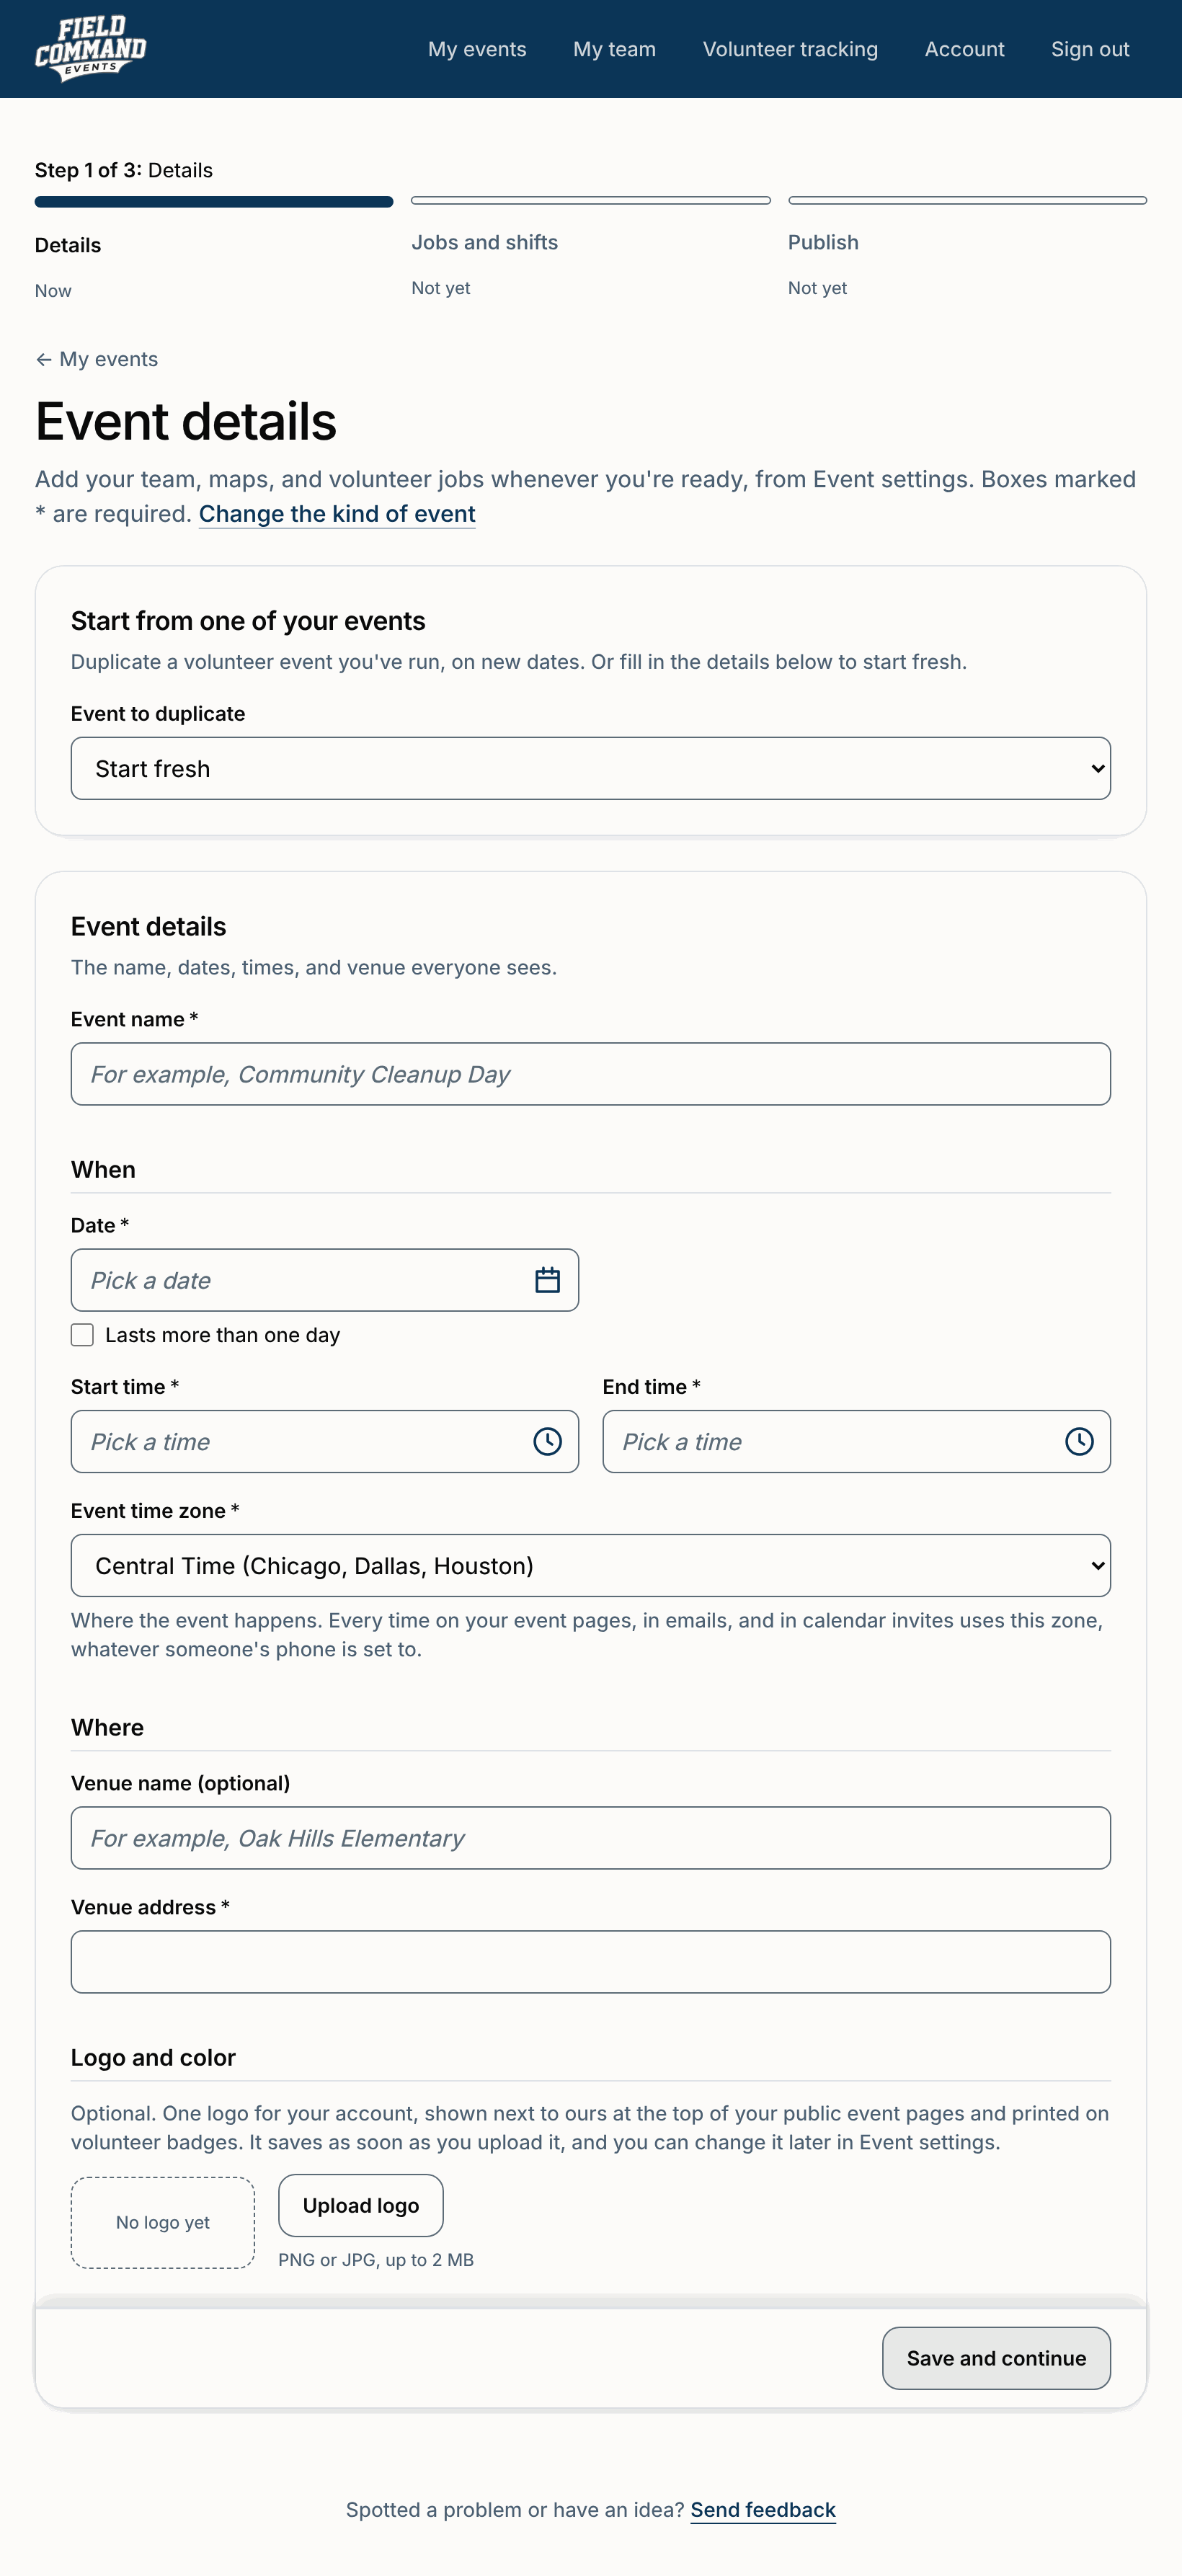 FIELD
COMMAND
EVENTS
My events
My team
Volunteer tracking
Account
Sign out
Step 1 of 3: Details
Details
Jobs and shifts
Publish
Now
Not yet
Not yet
← My events
Event details
Add your team, maps, and volunteer jobs whenever you're ready, from Event settings. Boxes marked
* are required. Change the kind of event
Start from one of your events
Duplicate a volunteer event you've run, on new dates. Or fill in the details below to start fresh.
Event to duplicate
Start fresh
Event details
The name, dates, times, and venue everyone sees.
Event name *
For example, Community Cleanup Day
When
Date *
Pick a date
Lasts more than one day
Start time *
End time *
Pick a time
Pick a time
Event time zone *
Central Time (Chicago, Dallas, Houston)
Where the event happens. Every time on your event pages, in emails, and in calendar invites uses this zone,
whatever someone's phone is set to.
Where
Venue name (optional)
For example, Oak Hills Elementary
Venue address *
Logo and color
Optional. One logo for your account, shown next to ours at the top of your public event pages and printed on
volunteer badges. It saves as soon as you upload it, and you can change it later in Event settings.
No logo yet
Upload logo
PNG or JPG, up to 2 MB
Save and continue
Spotted a problem or have an idea? Send feedback